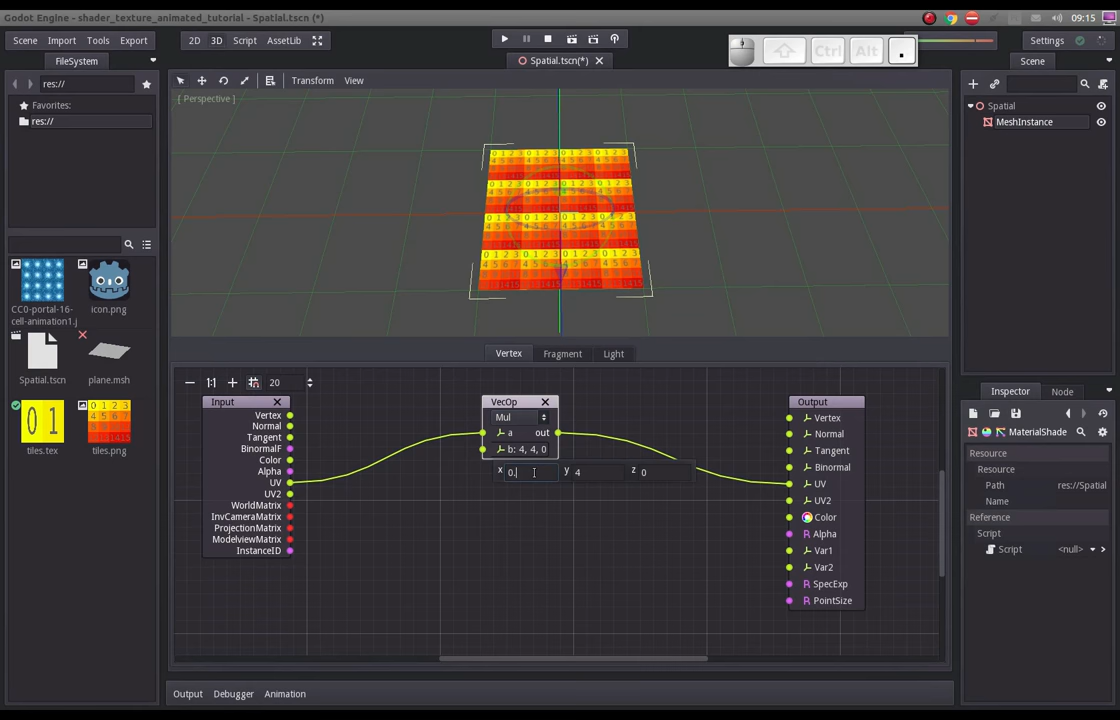 Godot Engine - shader_texture_animated_tutorial - Spatial.tscn (*)
09:15
Scene Import Tools Export
2D 3D Script AssetLib
Ctrl Alt .
Settings
FileSystem
Spatial.tscn(*)
Scene
res://
Transform View
Favorites:
res://
[ Perspective ]
Spatial
MeshInstance
CC0-portal-16-
cell-animation1.j
icon.png
Spatial.tscn
plane.msh
tiles.tex
tiles.png
Vertex Fragment Light
1:1 20
Input
Vertex
Normal
Tangent
BinormalF
Color
Alpha
UV
UV2
WorldMatrix
InvCameraMatrix
ProjectionMatrix
ModelviewMatrix
InstanceID
VecOp
Mul
a out
b: 4, 4, 0
x 0. y 4 z 0
Output
Vertex
Normal
Tangent
Binormal
UV
UV2
Color
Alpha
Var1
Var2
SpecExp
PointSize
Inspector Node
MaterialShade
Resource
Resource
Path res://Spatial
Name
Reference
Script
Script <null>
Output Debugger Animation